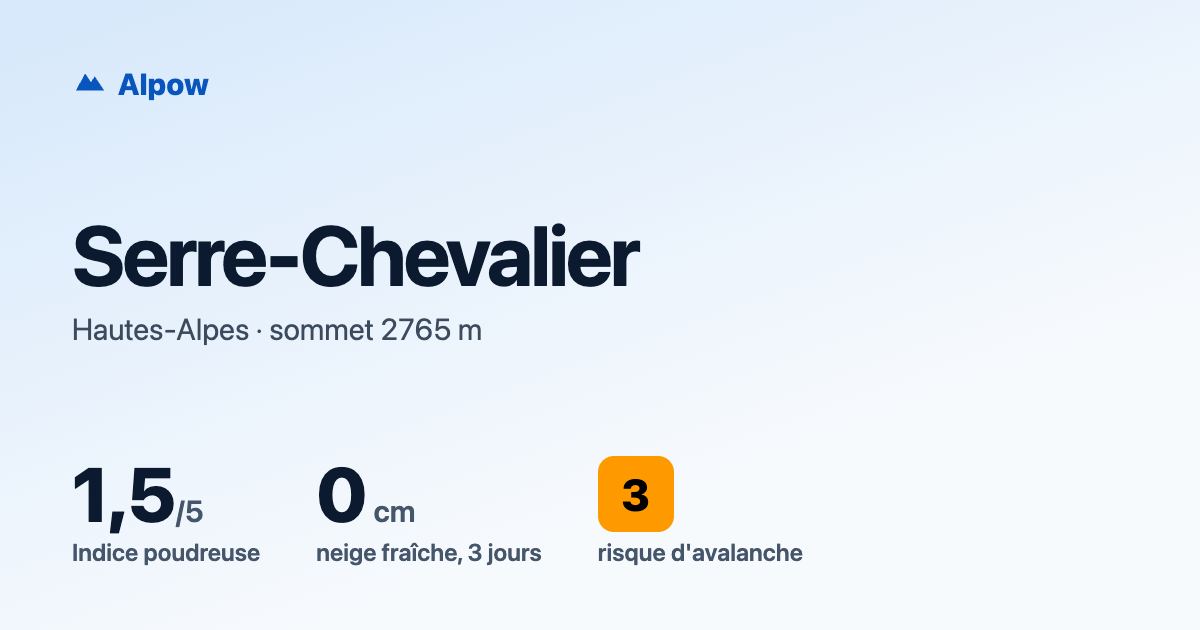 Alpow
Serre-Chevalier
Hautes-Alpes · sommet 2765 m
1,5/5
Indice poudreuse
0 cm
neige fraîche, 3 jours
3
risque d'avalanche